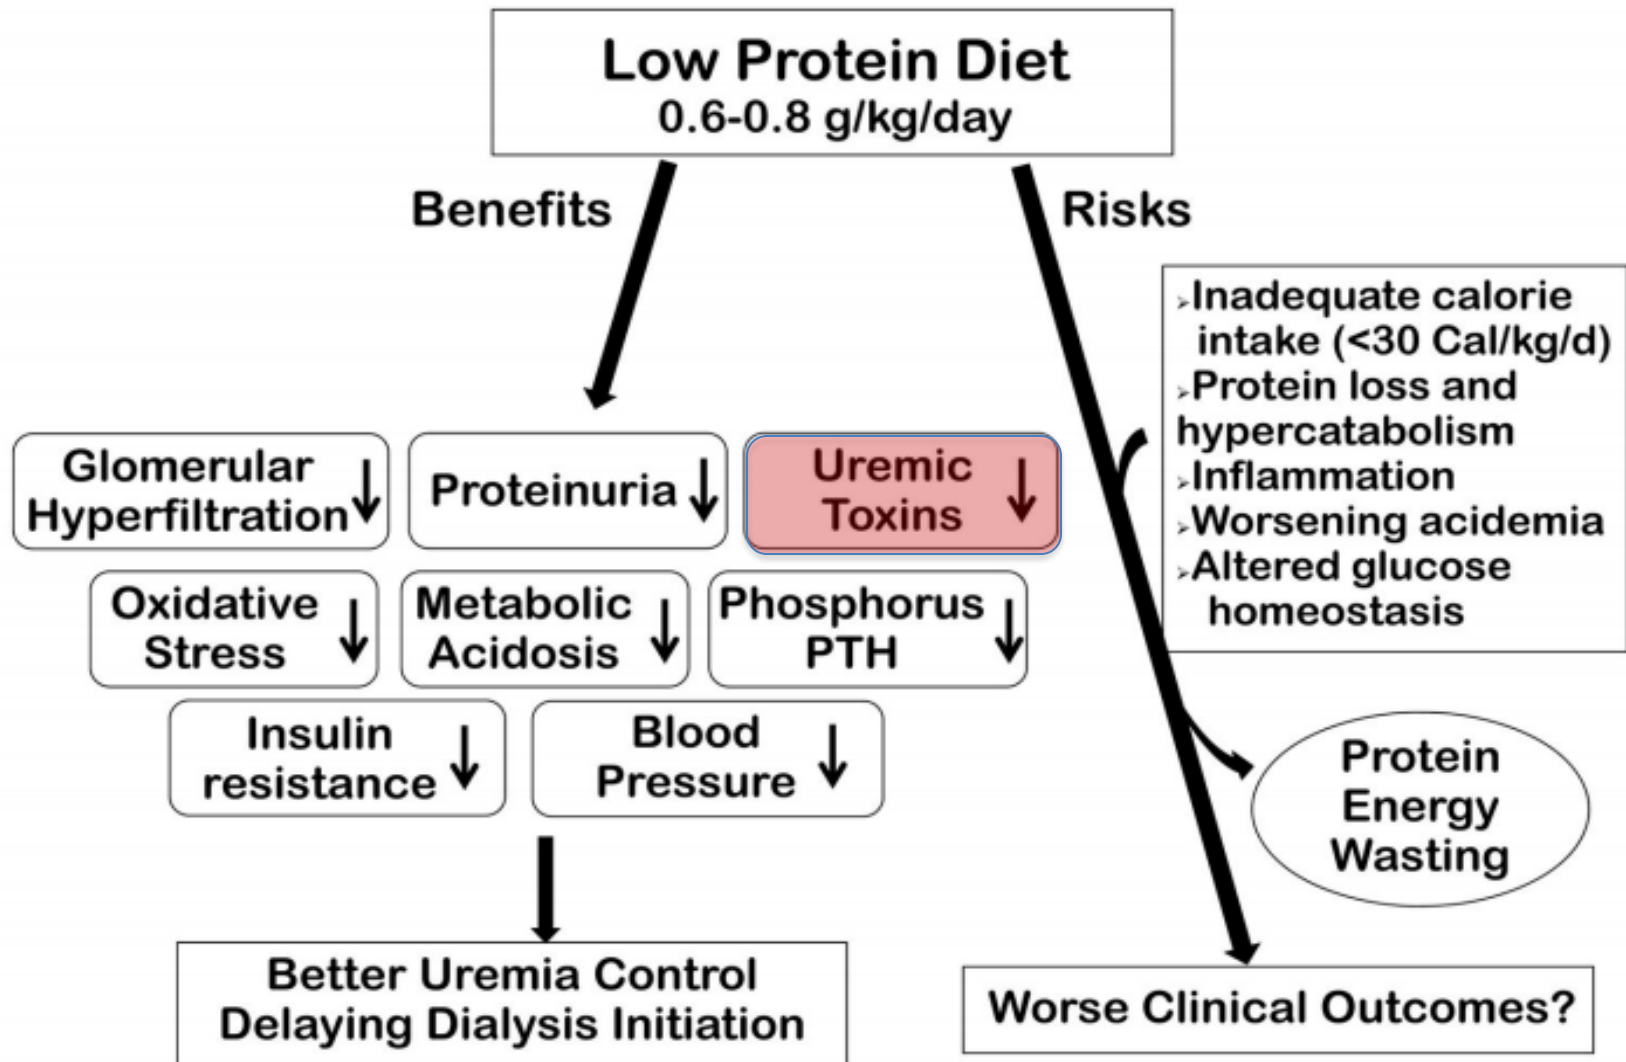 Low Protein Diet
0.6-0.8 g/kg/day
Benefits
Risks
➢Inadequate calorie
intake (<30 Cal/kg/d)
➢Protein loss and
hypercatabolism
➢Inflammation
➢Worsening acidemia
➢Altered glucose
homeostasis
Glomerular
Hyperfiltration ↓
Proteinuria ↓
Uremic
Toxins ↓
Oxidative
Stress ↓
Metabolic
Acidosis ↓
Phosphorus
PTH ↓
Insulin
resistance ↓
Blood
Pressure ↓
Protein
Energy
Wasting
Better Uremia Control
Delaying Dialysis Initiation
Worse Clinical Outcomes?